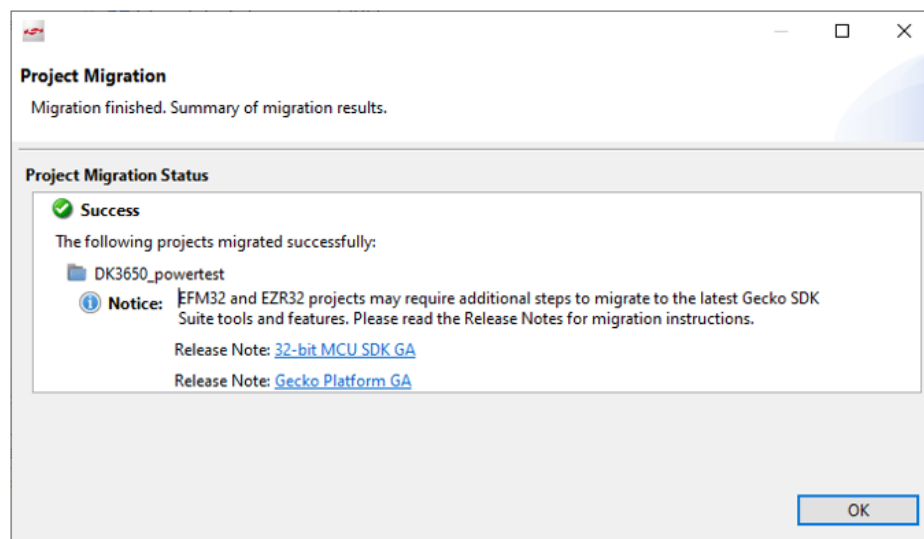 Project Migration
Migration finished. Summary of migration results.
Project Migration Status
Success
The following projects migrated successfully:
DK3650_powertest
Notice: EFM32 and EZR32 projects may require additional steps to migrate to the latest Gecko SDK
Suite tools and features. Please read the Release Notes for migration instructions.
Release Note: 32-bit MCU SDK GA
Release Note: Gecko Platform GA
OK